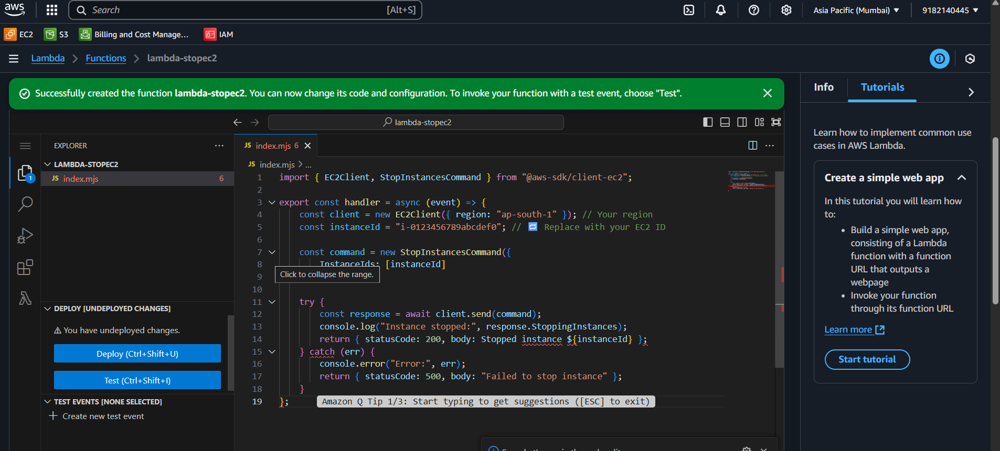 aws
Search
[Alt+S]
Asia Pacific (Mumbai)
9182140445
EC2
S3
Billing and Cost Manage...
IAM
Lambda
Functions
lambda-stopec2
Successfully created the function lambda-stopec2. You can now change its code and configuration. To invoke your function with a test event, choose "Test".
lambda-stopec2
EXPLORER
LAMBDA-STOPEC2
JS index.mjs 6
1
DEPLOY [UNDEPLOYED CHANGES]
You have undeployed changes.
Deploy (Ctrl+Shift+U)
Test (Ctrl+Shift+I)
TEST EVENTS [NONE SELECTED]
Create new test event
JS index.mjs 6
JS index.mjs > ...
1 import { EC2Client, StopInstancesCommand } from "@aws-sdk/client-ec2";
2
3 export const handler = async (event) => {
4 const client = new EC2Client({ region: "ap-south-1" }); // Your region
5 const instanceId = "i-0123456789abcdef0"; // 🔁 Replace with your EC2 ID
6
7 const command = new StopInstancesCommand({
8 InstanceIds: [instanceId]
Click to collapse the range.
9
10
11 try {
12 const response = await client.send(command);
13 console.log("Instance stopped:", response.StoppingInstances);
14 return { statusCode: 200, body: Stopped instance ${instanceId} };
15 } catch (err) {
16 console.error("Error:", err);
17 return { statusCode: 500, body: "Failed to stop instance" };
18 }
19 };
Amazon Q Tip 1/3: Start typing to get suggestions ([ESC] to exit)
Info
Tutorials
Learn how to implement common use
cases in AWS Lambda.
Create a simple web app
In this tutorial you will learn how
to:
• Build a simple web app,
consisting of a Lambda
function with a function
URL that outputs a
webpage
• Invoke your function
through its function URL
Learn more
Start tutorial